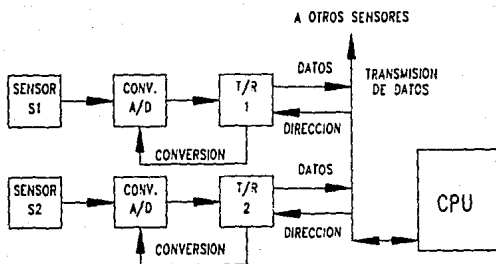 A OTROS SENSORES
SENSOR
S1
CONV.
A/D
T/R
1
DATOS
TRANSMISION
DE DATOS
DIRECCION
CONVERSION
SENSOR
S2
CONV.
A/D
T/R
2
DATOS
DIRECCION
CONVERSION
CPU